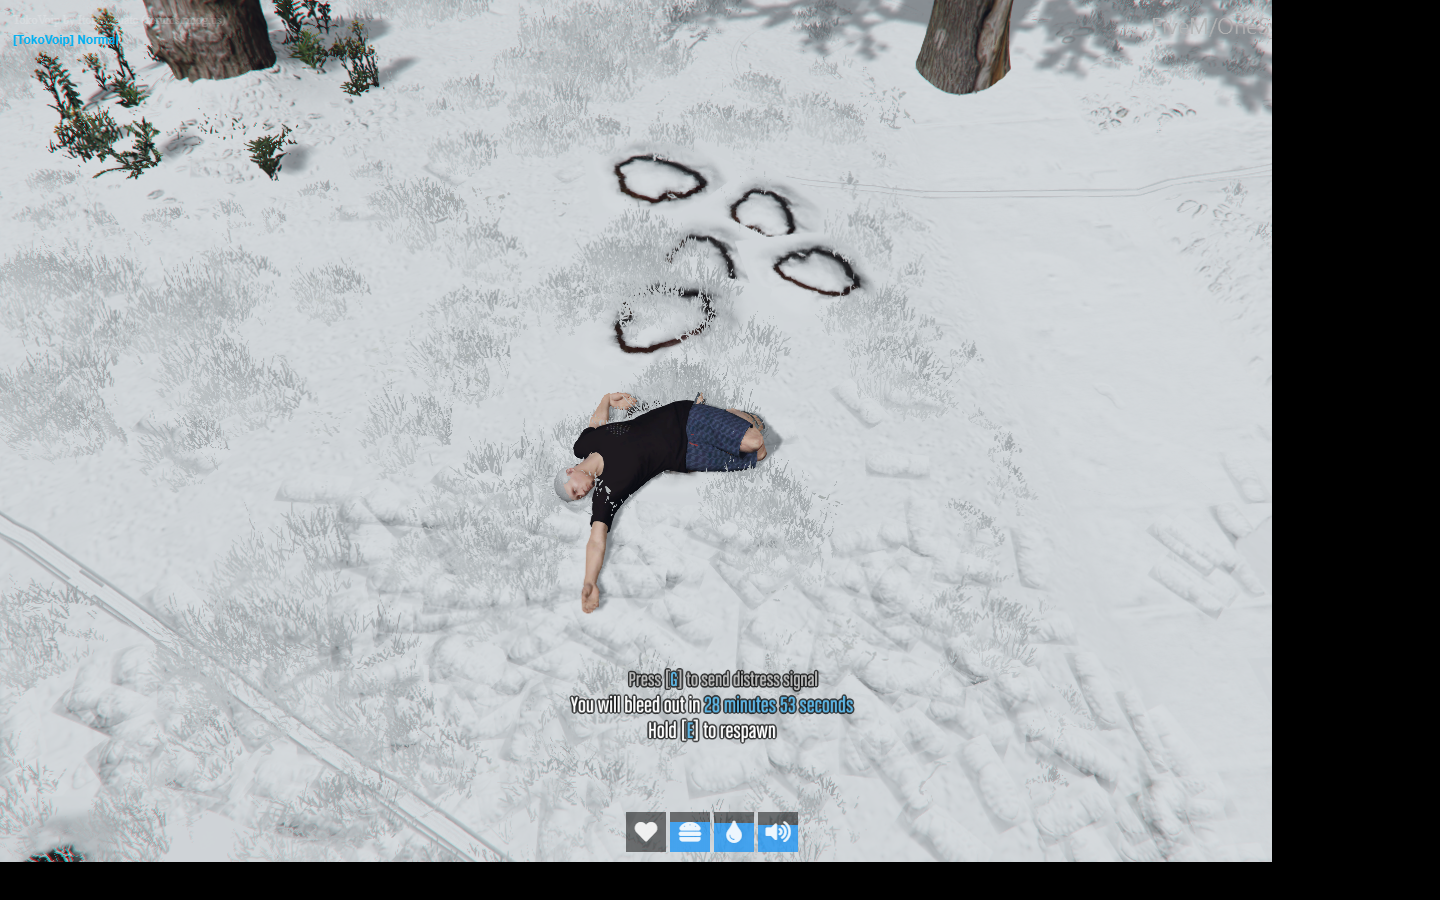 [TokoVoip] Normal
Press [G] to send distress signal
You will bleed out in 28 minutes 53 seconds
Hold [E] to respawn